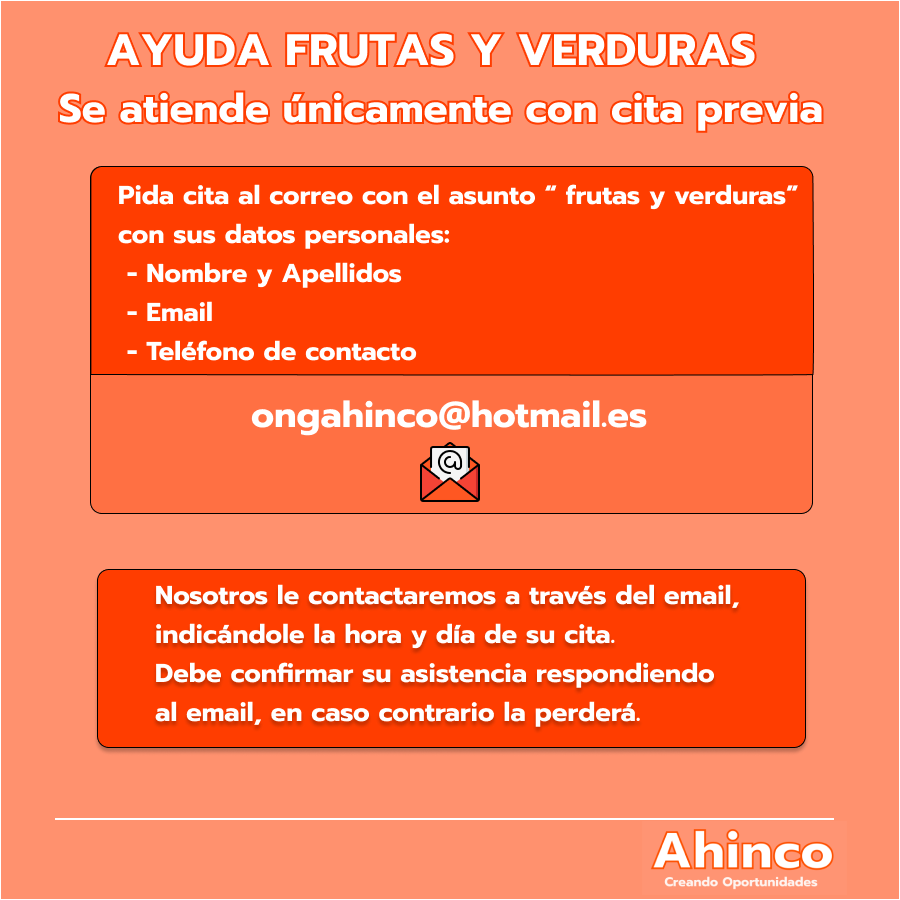 AYUDA FRUTAS Y VERDURAS
Se atiende únicamente con cita previa
Pida cita al correo con el asunto “ frutas y verduras”
con sus datos personales:
- Nombre y Apellidos
- Email
- Teléfono de contacto
ongahinco@hotmail.es
@
Nosotros le contactaremos a través del email,
indicándole la hora y día de su cita.
Debe confirmar su asistencia respondiendo
al email, en caso contrario la perderá.
Ahinco
Creando Oportunidades